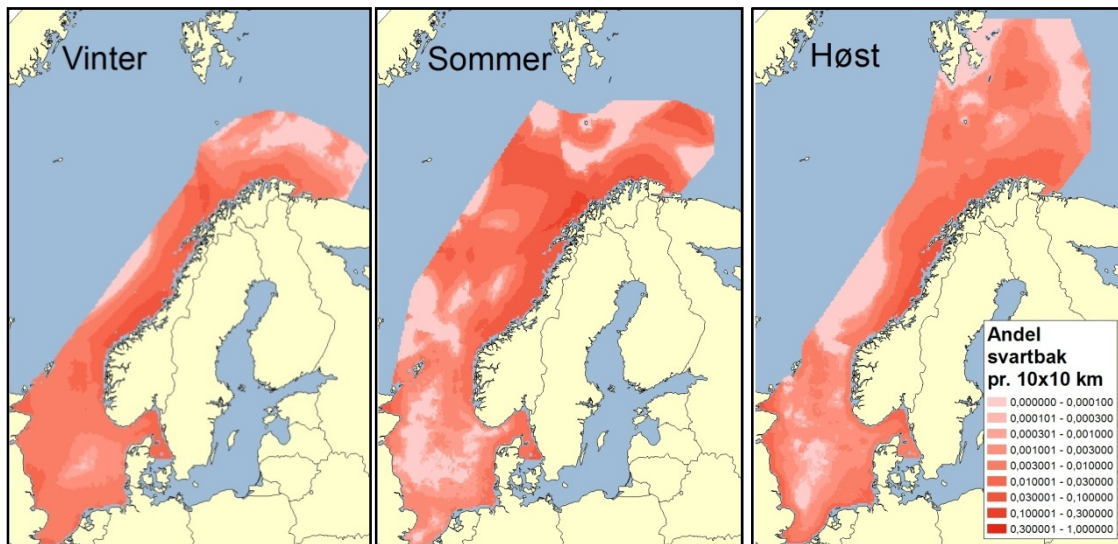 Vinter
Sommer
Høst
Andel
svartbak
pr. 10x10 km
0,000000 - 0,000100
0,000101 - 0,000300
0,000301 - 0,001000
0,001001 - 0,003000
0,003001 - 0,010000
0,010001 - 0,030000
0,030001 - 0,100000
0,100001 - 0,300000
0,300001 - 1,000000